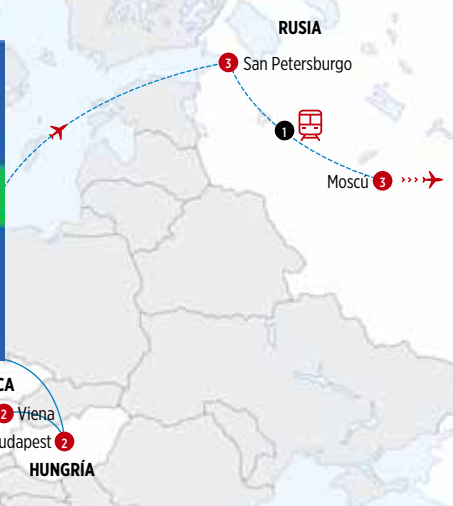 RUSIA
3 San Petersburgo
1
Moscú 3
CA
2 Viena
udapest 2
HUNGRÍA